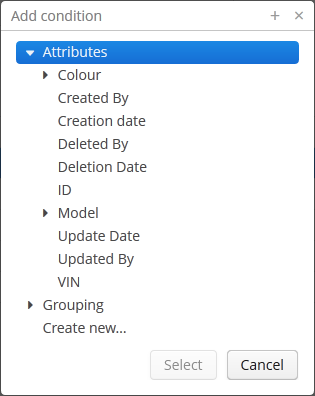 Add condition
Attributes
Colour
Created By
Creation date
Deleted By
Deletion Date
ID
Model
Update Date
Updated By
VIN
Grouping
Create new...
Select Cancel